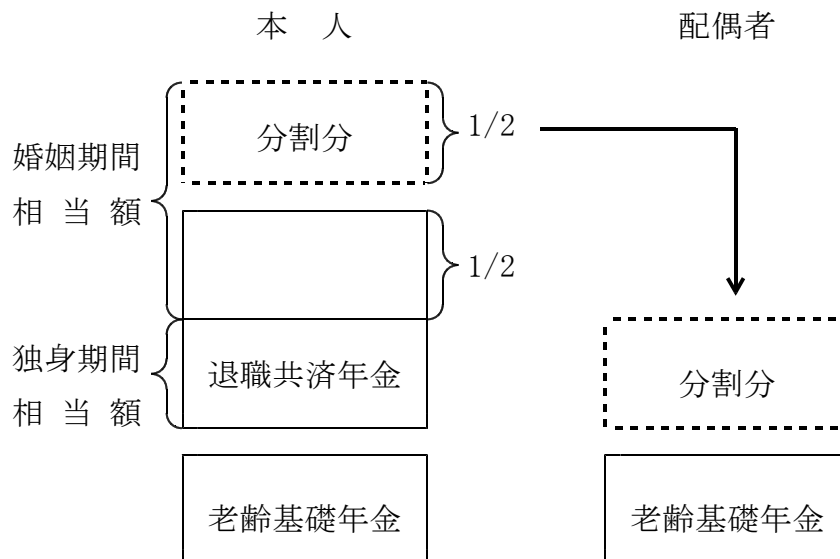 本　人
配偶者
分割分
1/2
婚姻期間
相 当 額
1/2
独身期間
相 当 額
退職共済年金
分割分
老齢基礎年金
老齢基礎年金